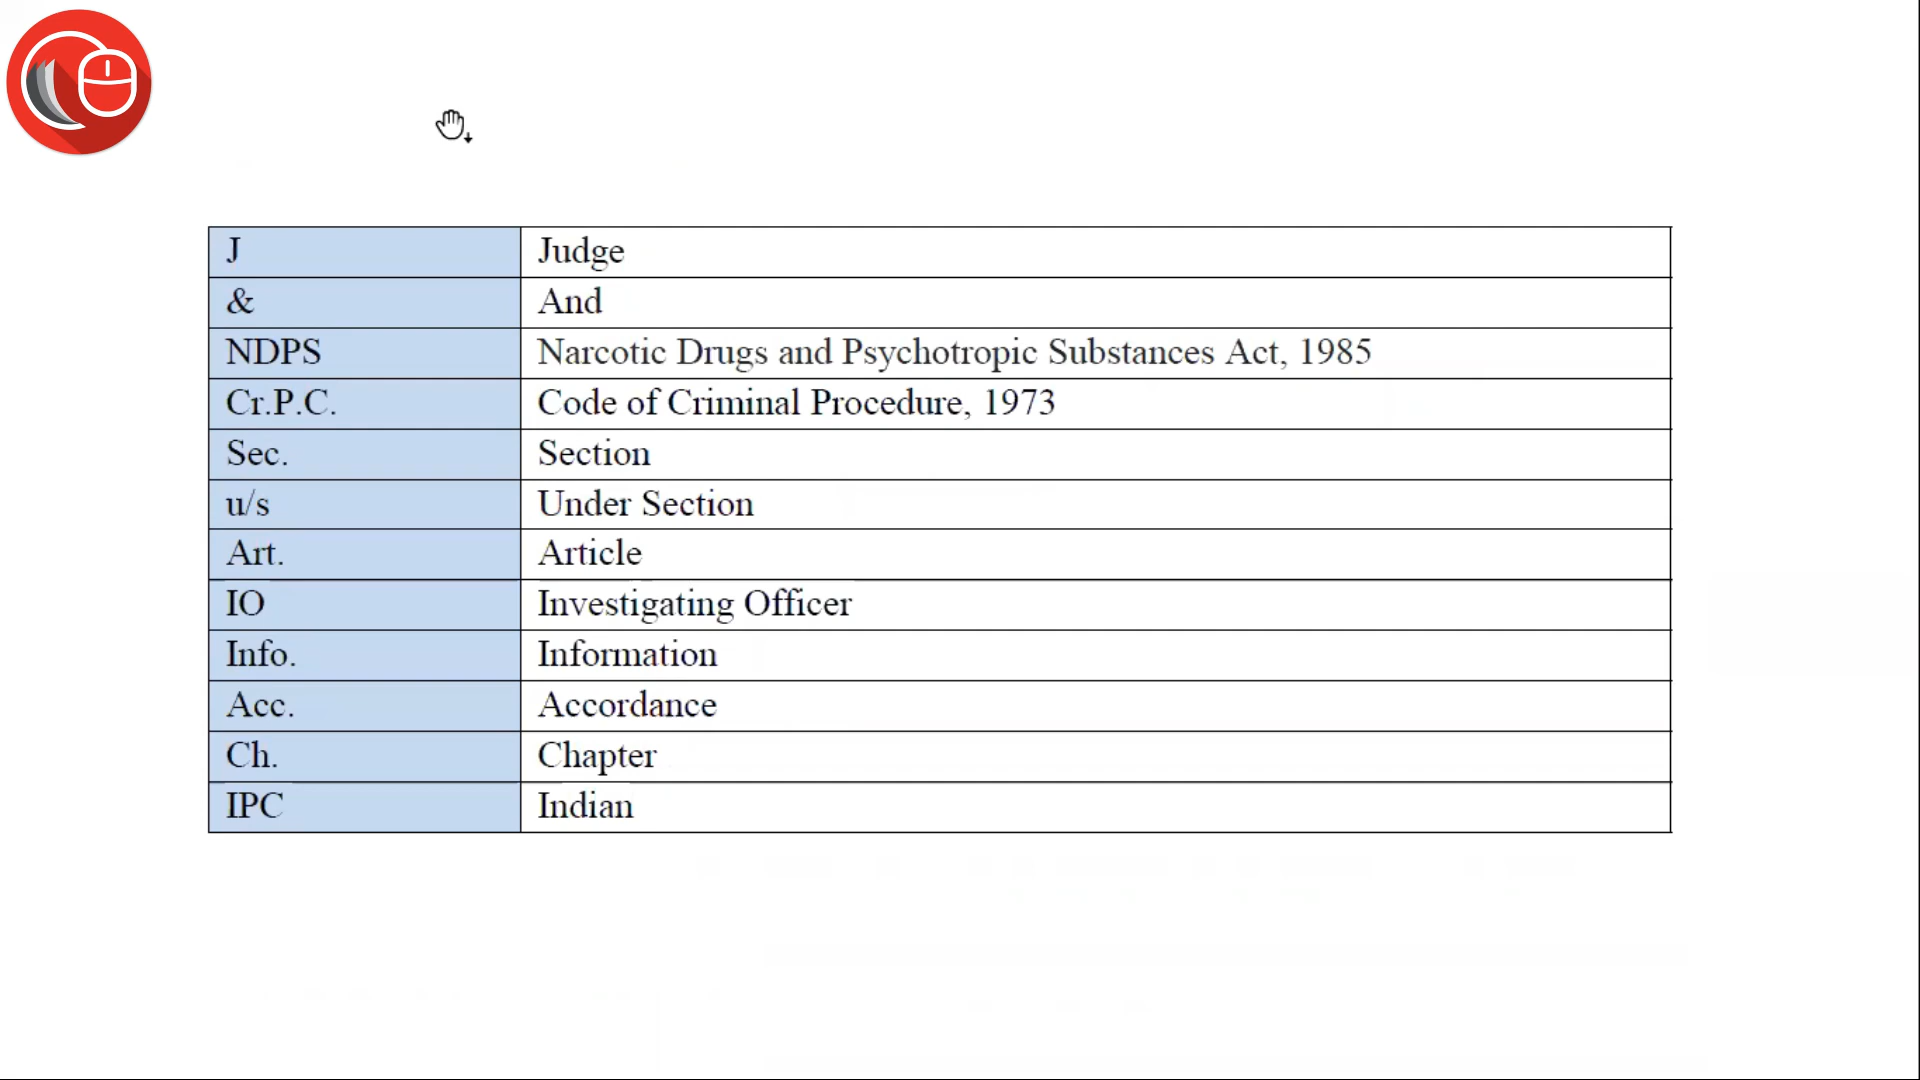 J Judge
& And
NDPS Narcotic Drugs and Psychotropic Substances Act, 1985
Cr.P.C. Code of Criminal Procedure, 1973
Sec. Section
u/s Under Section
Art. Article
IO Investigating Officer
Info. Information
Acc. Accordance
Ch. Chapter
IPC Indian